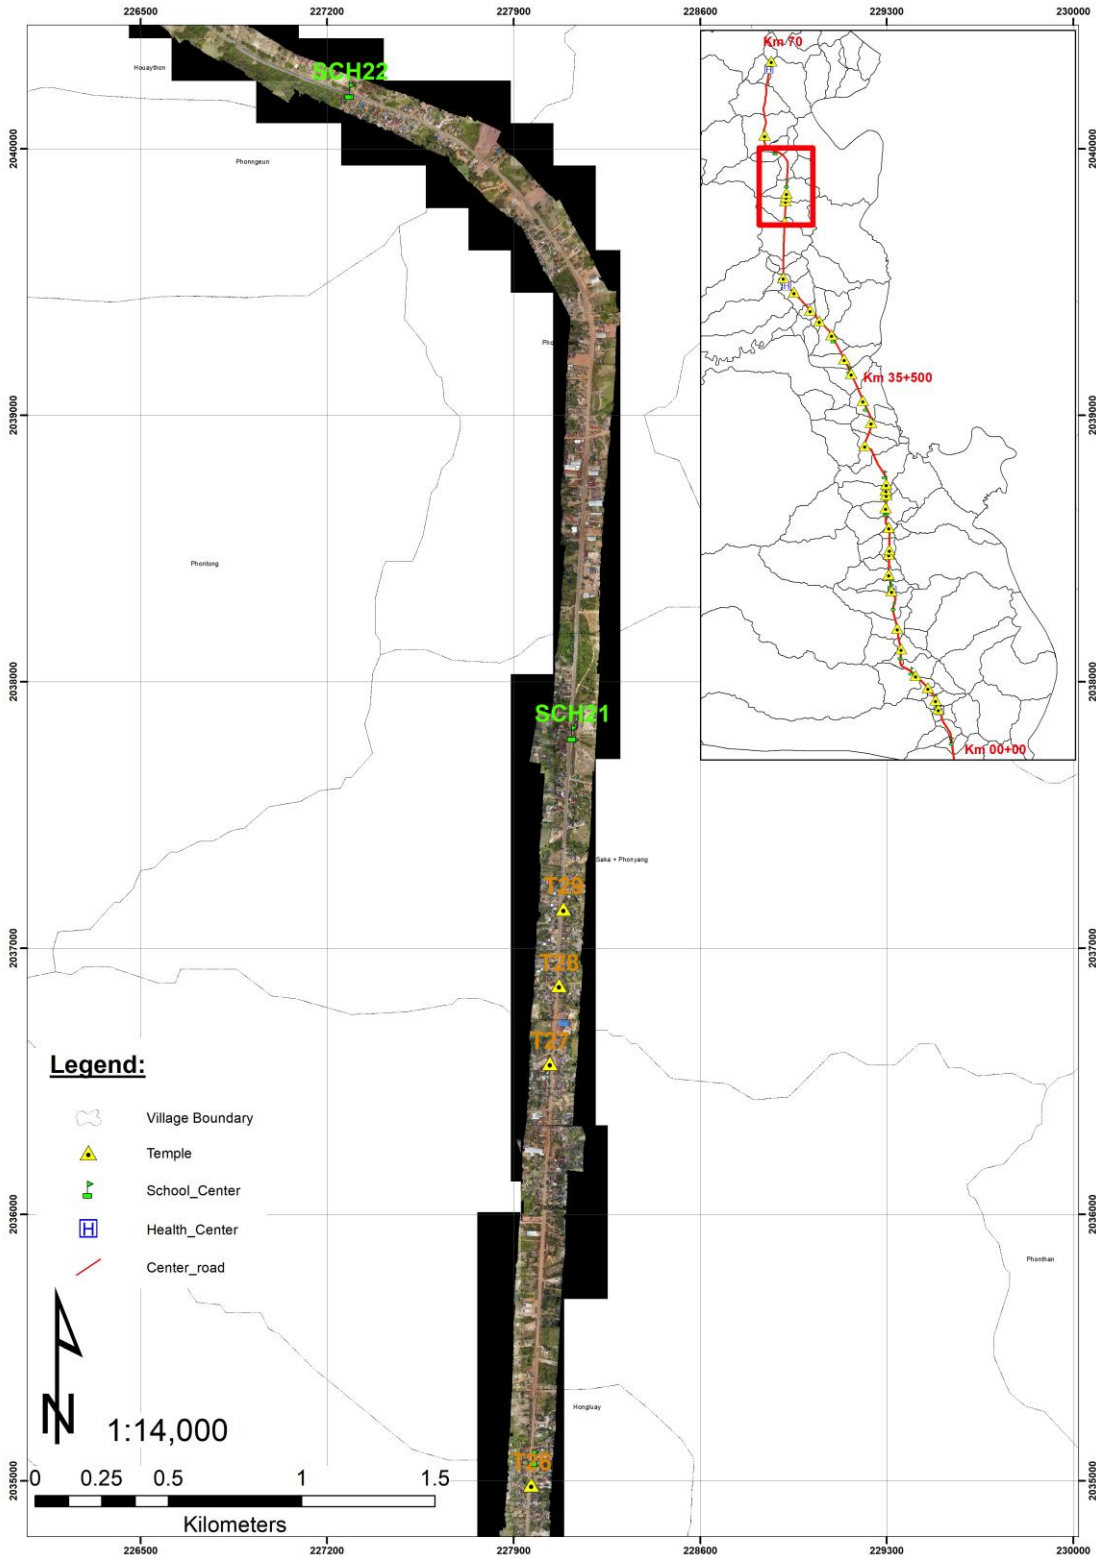 226500
227200
227900
228600
229300
230000
Km 70
Houaython
SCH22
2040000
2040000
Phonngeun
Pho
Km 35+500
2039000
2039000
Phontong
2038000
2038000
SCH21
Km 00+00
Saka + Phonyang
T29
2037000
2037000
T28
T27
Legend:
Village Boundary
Temple
School_Center
Health_Center
Center_road
2036000
2036000
Phonthan
N
1:14,000
Hongluay
T26
2035000
2035000
0 0.25 0.5 1 1.5
Kilometers
226500
227200
227900
228600
229300
230000